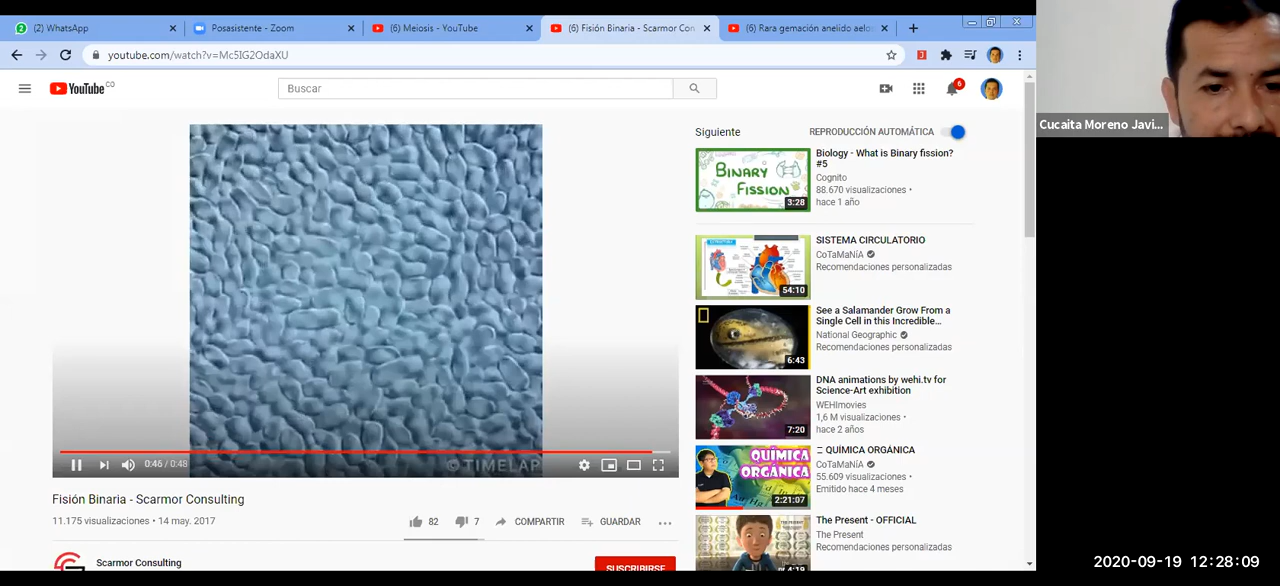 (2) WhatsApp
Posasistente - Zoom
(6) Meiosis - YouTube
(6) Fisión Binaria - Scarmor Con
(6) Rara gemación anelido aelos
youtube.com/watch?v=Mc5IG2OdaXU
YouTube CO
Buscar
6
Cucaita Moreno Javi...
Siguiente
REPRODUCCIÓN AUTOMÁTICA
BINARY
FISSION
3:28
Biology - What is Binary fission?
#5
Cognito
88.670 visualizaciones •
hace 1 año
54:10
SISTEMA CIRCULATORIO
CoTaMaNiA
Recomendaciones personalizadas
6:43
See a Salamander Grow From a
Single Cell in this Incredible...
National Geographic
Recomendaciones personalizadas
7:20
DNA animations by wehi.tv for
Science-Art exhibition
WEHImovies
1,6 M visualizaciones •
hace 2 años
QUÍMICA
ORGÁNICA
2:21:07
QUÍMICA ORGÁNICA
CoTaMaNiA
55.609 visualizaciones •
Emitido hace 4 meses
4:19
The Present - OFFICIAL
The Present
Recomendaciones personalizadas
0:46 / 0:48
© TIMELAP
Fisión Binaria - Scarmor Consulting
11.175 visualizaciones • 14 may. 2017
82
7
COMPARTIR
GUARDAR
Scarmor Consulting
SUSCRIBIRSE
2020-09-19 12:28:09